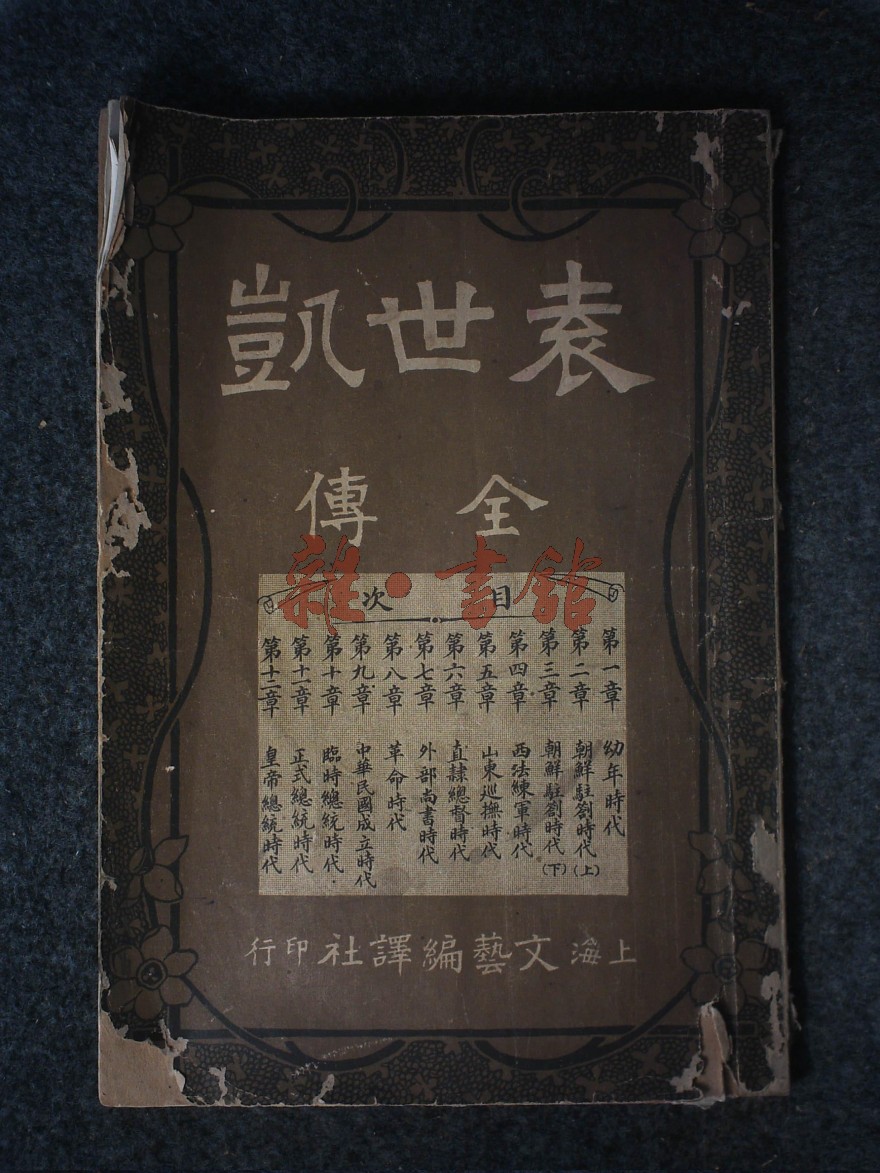 袁世凱
全傳
目次
第一章 幼年時代
第二章 朝鮮駐劄時代(上)
第三章 朝鮮駐劄時代(下)
第四章 西法練軍時代
第五章 山東巡撫時代
第六章 直隸總督時代
第七章 外部尚書時代
第八章 革命時代
第九章 中華民國成立時代
第十章 臨時總統時代
第十一章 正式總統時代
第十二章 皇帝總統時代
上海文藝編譯社印行
雜·書館